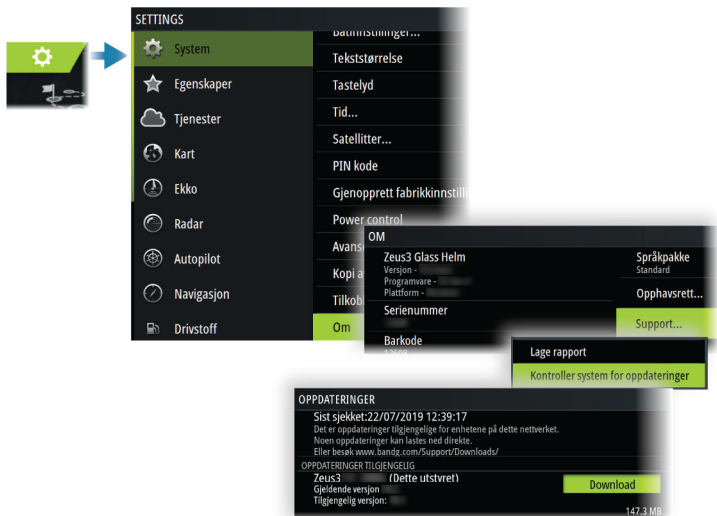 SETTINGS
System
Egenskaper
Tjenester
Kart
Ekko
Radar
Autopilot
Navigasjon
Drivstoff
Båtinnstillinger...
Tekststørrelse
Tastelyd
Tid...
Satellitter...
PIN kode
Gjenopprett
Power control
Om
OM
Zeus3 Glass Helm
Versjon -
Programvare -
Plattform -
Serienummer
Barkode
Språkpakke
Standard
Opphavsrett...
Support...
Lage rapport
Kontroller system for oppdateringer
OPPDATERINGER
Sist sjekket:22/07/2019 12:39:17
Det er oppdateringer tilgjengelige for enhetene på dette nettverket.
Noen oppdateringer kan lastes ned direkte.
Eller besøk www.bandg.com/Support/Downloads/
OPPDATERINGER TILGJENGELIG
Zeus3 (Dette utstyret)
Gjeldende versjon
Tilgjengelig versjon:
Download
147.3 MB